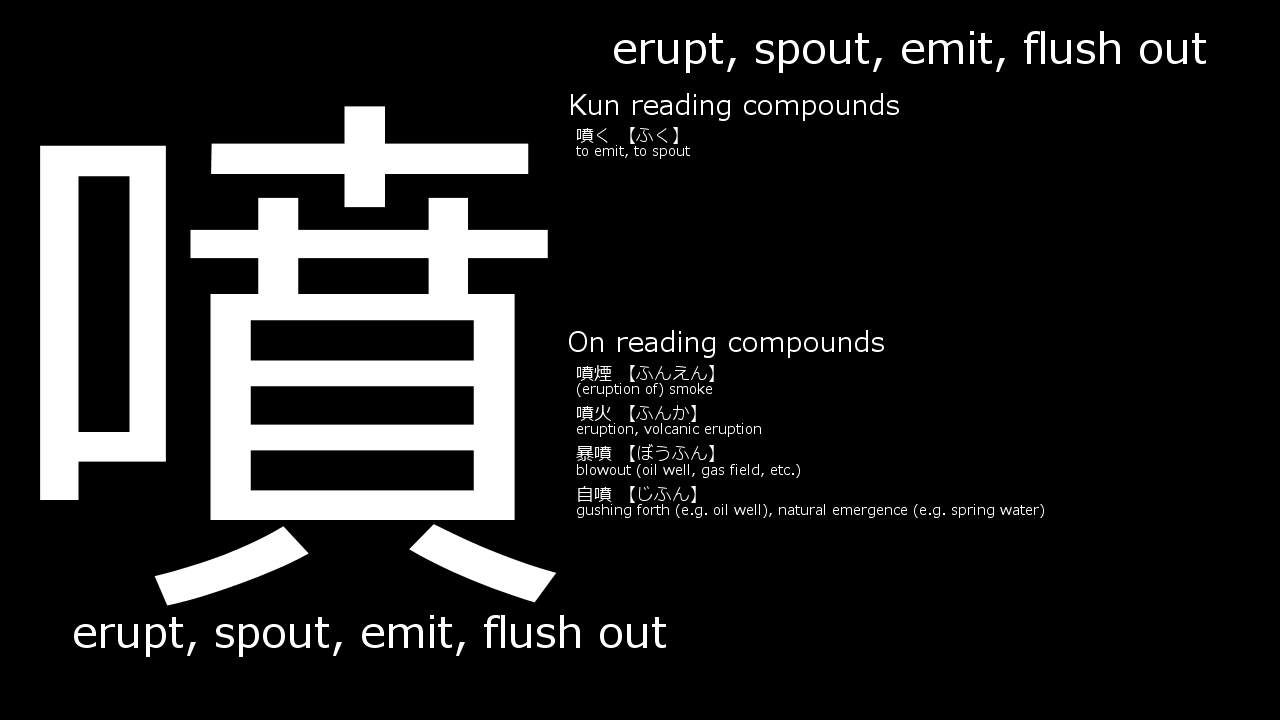 erupt, spout, emit, flush out
噴
Kun reading compounds
噴く 【ふく】
to emit, to spout
On reading compounds
噴煙 【ふんえん】
(eruption of) smoke
噴火 【ふんか】
eruption, volcanic eruption
暴噴 【ぼうふん】
blowout (oil well, gas field, etc.)
自噴 【じふん】
gushing forth (e.g. oil well), natural emergence (e.g. spring water)
erupt, spout, emit, flush out